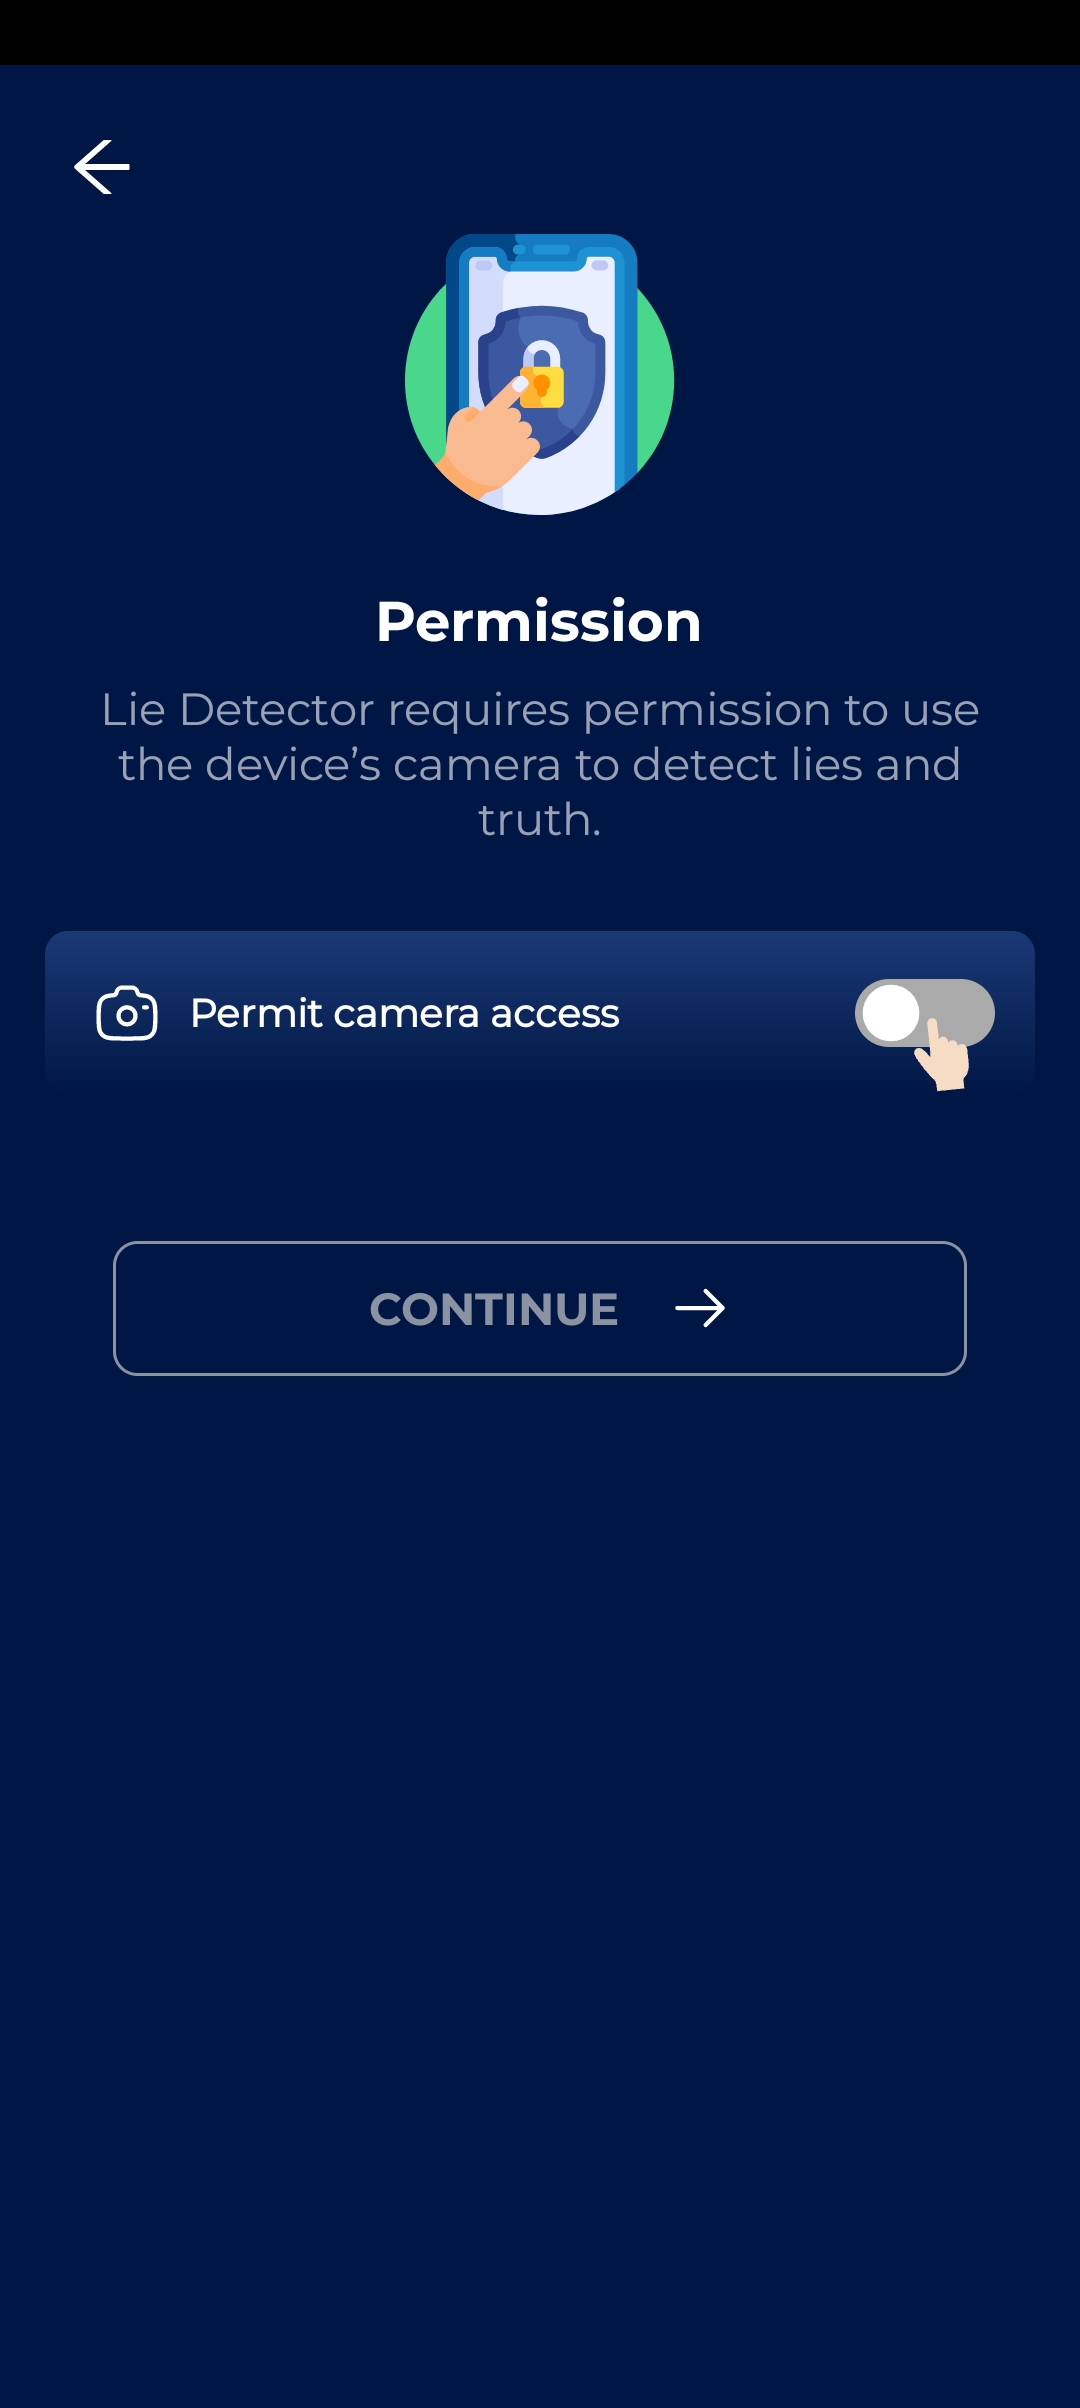 Permission
Lie Detector requires permission to use
the device’s camera to detect lies and
truth.
Permit camera access
CONTINUE